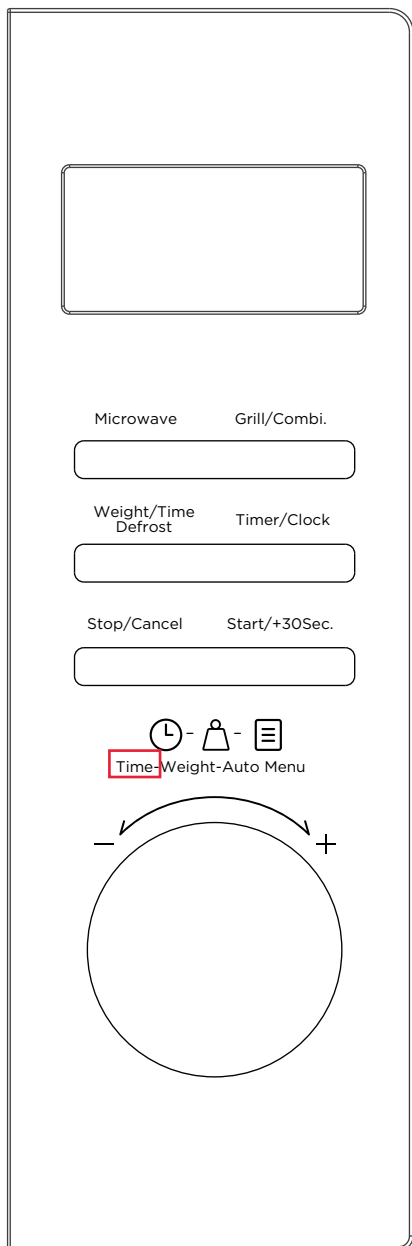 Microwave Grill/Combi.
Weight/Time
Defrost Timer/Clock
Stop/Cancel Start/+30Sec.
Time-Weight-Auto Menu